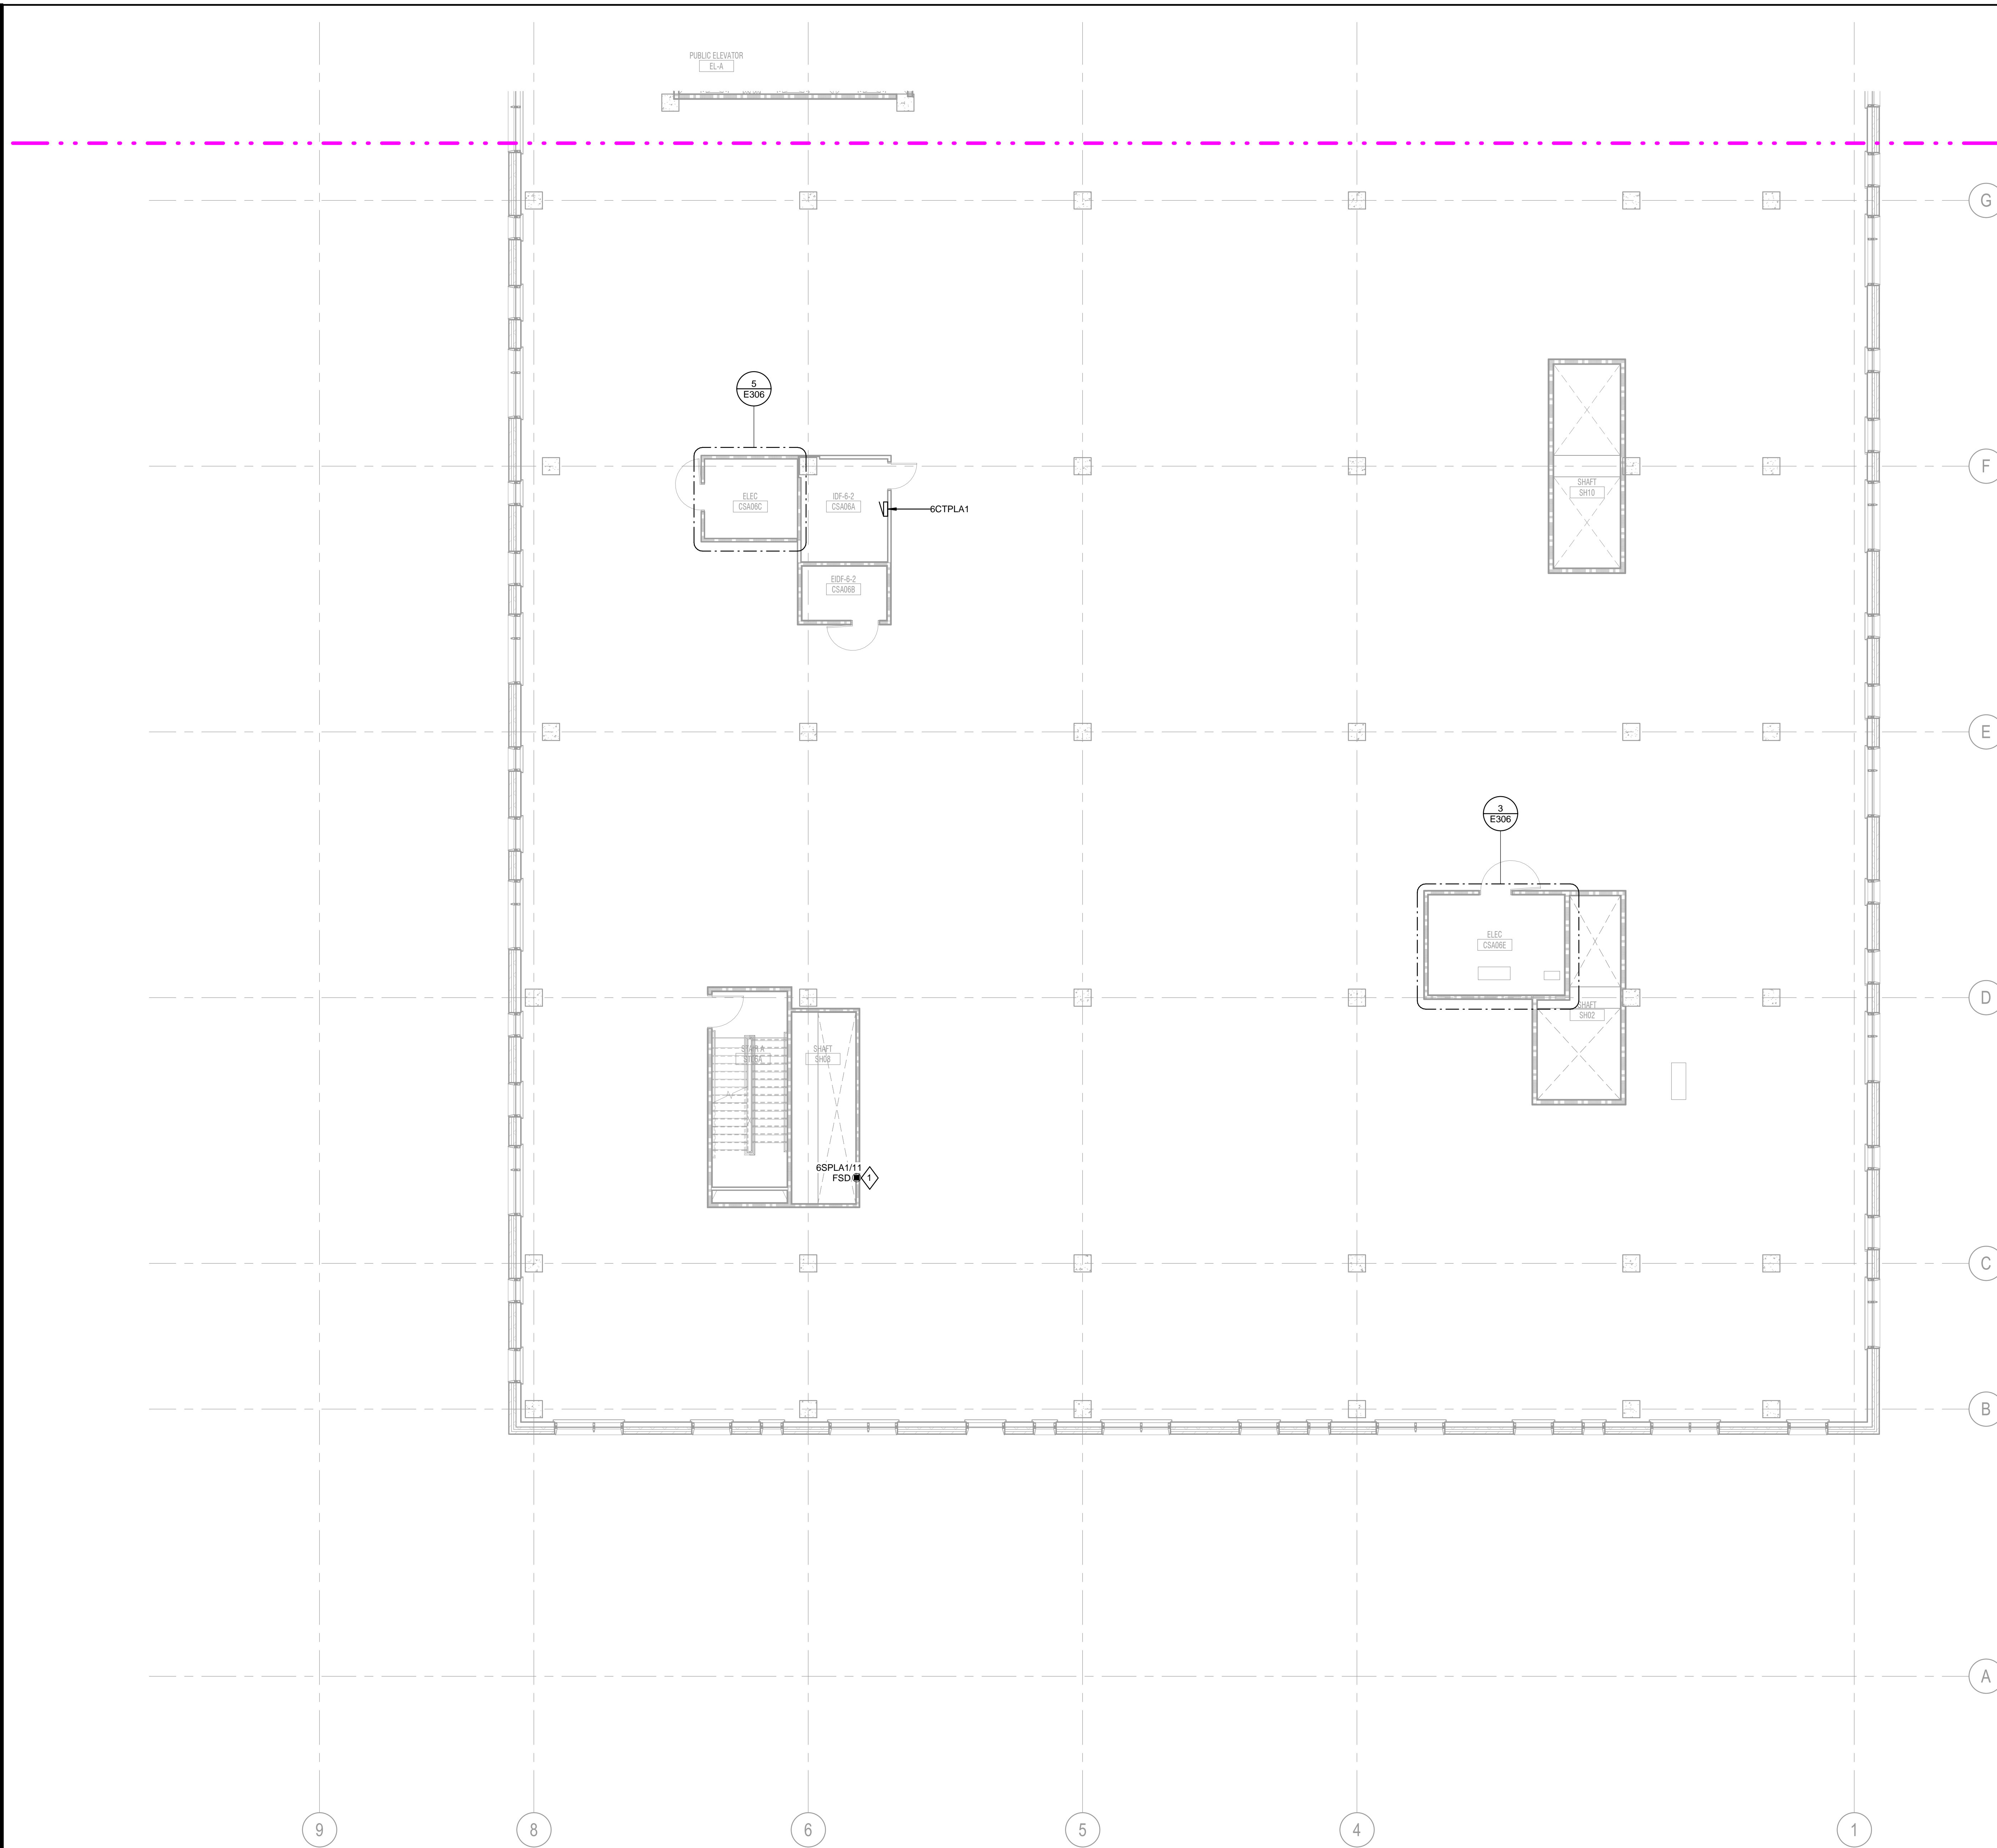 PUBLIC ELEVATOR
EL-A
G
5
E306
F
ELEC
CSA06C
IDF-6-2
CSA06A
6CTPLA1
SHAFT
SH10
EIDF-6-2
CSA06B
E
3
E306
ELEC
CSA06E
D
SHAFT
SH02
STAIR A
SHAFT
SH08
6SPLA1/11
FSD
1
C
B
A
9
8
6
5
4
1